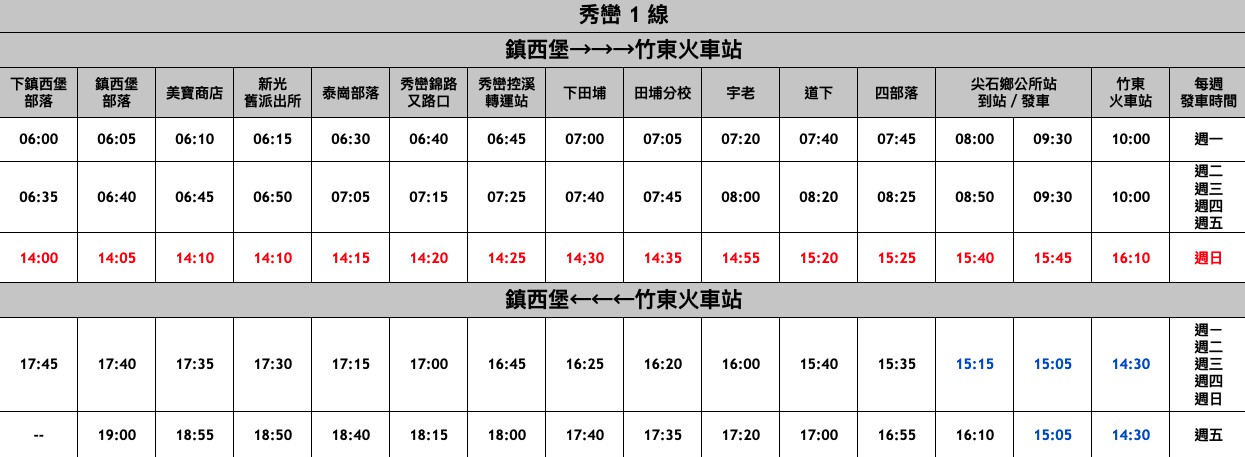 秀巒 1 線
鎮西堡→→→竹東火車站
下鎮西堡部落 鎮西堡部落 美寶商店 新光舊派出所 泰崗部落 秀巒錦路叉路口 秀巒控溪轉運站 下田埔 田埔分校 宇老 道下 四部落 尖石鄉公所站到站 / 發車 竹東火車站 每週發車時間
06:00 06:05 06:10 06:15 06:30 06:40 06:45 07:00 07:05 07:20 07:40 07:45 08:00 09:30 10:00 週一
06:35 06:40 06:45 06:50 07:05 07:15 07:25 07:40 07:45 08:00 08:20 08:25 08:50 09:30 10:00 週二 週三 週四 週五
14:00 14:05 14:10 14:10 14:15 14:20 14:25 14;30 14:35 14:55 15:20 15:25 15:40 15:45 16:10 週日
鎮西堡←←←竹東火車站
17:45 17:40 17:35 17:30 17:15 17:00 16:45 16:25 16:20 16:00 15:40 15:35 15:15 15:05 14:30 週一 週二 週三 週四 週日
-- 19:00 18:55 18:50 18:40 18:15 18:00 17:40 17:35 17:20 17:00 16:55 16:10 15:05 14:30 週五